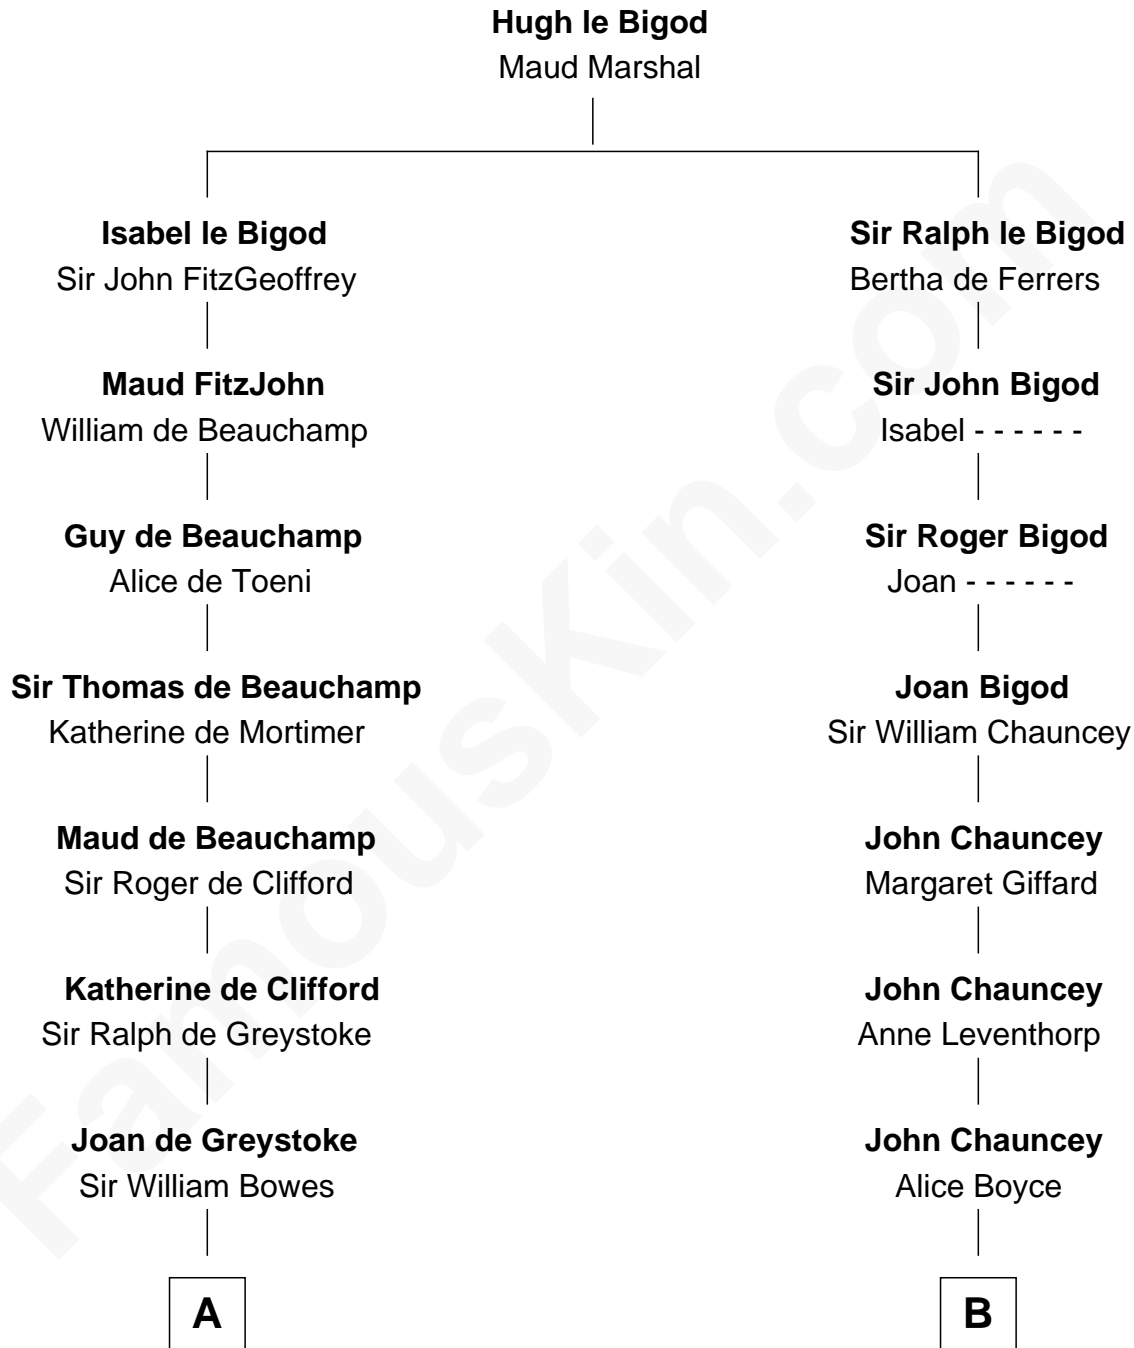 Hugh le Bigod
Maud Marshal
Isabel le Bigod
Sir John FitzGeoffrey
Sir Ralph le Bigod
Bertha de Ferrers
Maud FitzJohn
William de Beauchamp
Sir John Bigod
Isabel - - - - - -
Guy de Beauchamp
Alice de Toeni
Sir Roger Bigod
Joan - - - - - -
Sir Thomas de Beauchamp
Katherine de Mortimer
Joan Bigod
Sir William Chauncey
Maud de Beauchamp
Sir Roger de Clifford
John Chauncey
Margaret Giffard
Katherine de Clifford
Sir Ralph de Greystoke
John Chauncey
Anne Leventhorp
Joan de Greystoke
Sir William Bowes
John Chauncey
Alice Boyce
A
B
FamousKin.com